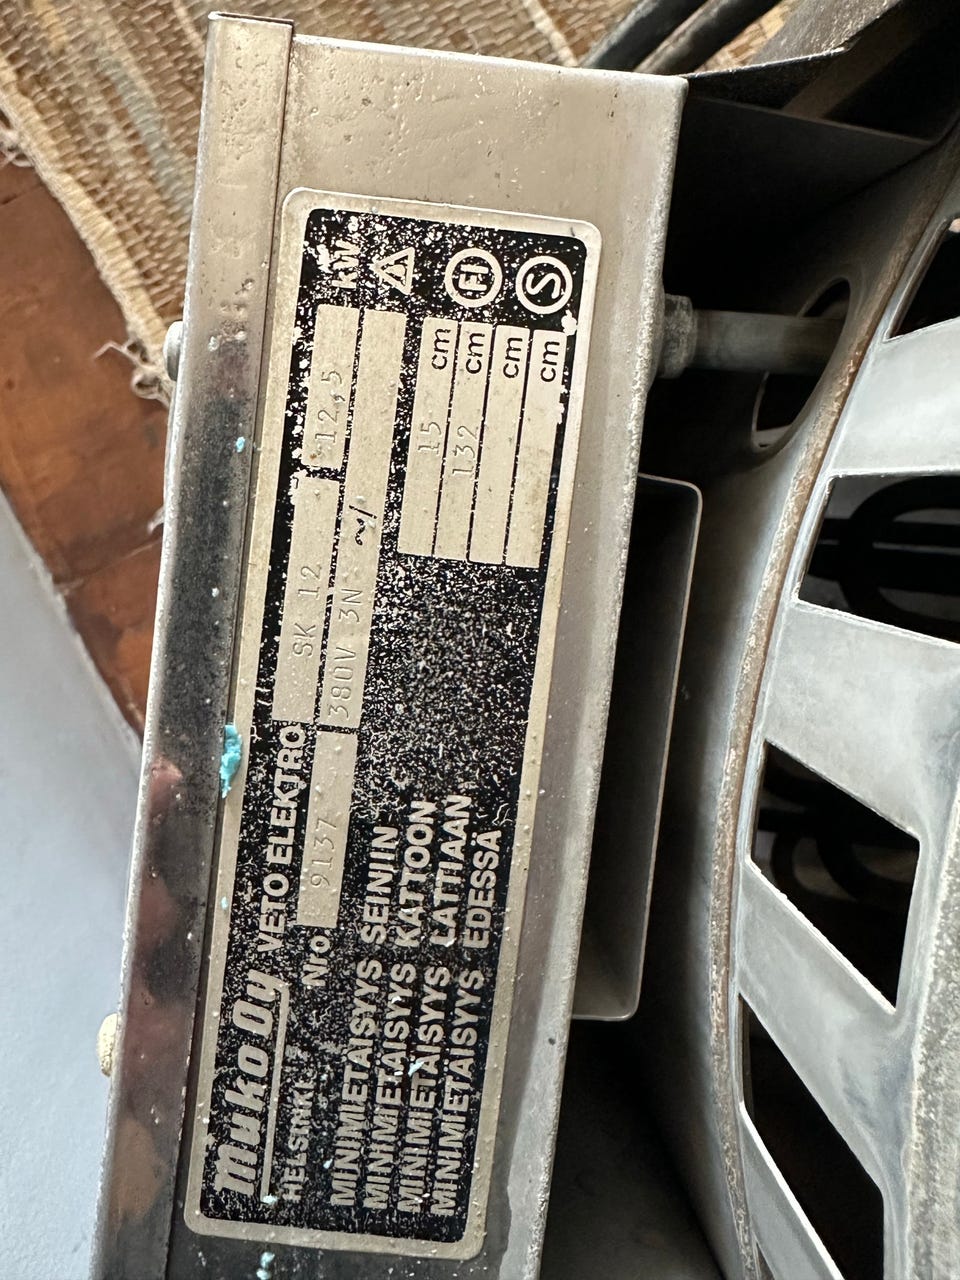 muko Oy VETO ELEKTRO SK 12 12,5 kW
HELSINKI Nro 9137 380V 3N~
MINIMIETÄISYYS SEINIIN 15 cm
MINIMIETÄISYYS KATTOON 132 cm
MINIMIETÄISYYS LATTIAAN cm
MINIMIETÄISYYS EDESSÄ cm
FI
S